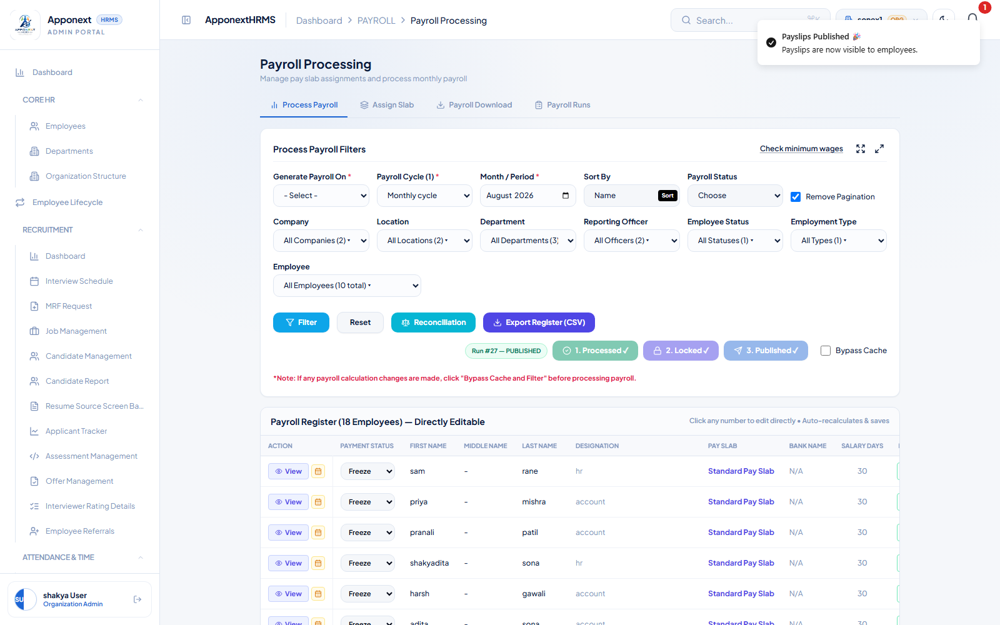 Apponext HRMS
ADMIN PORTAL
Dashboard
CORE HR
Employees
Departments
Organization Structure
Employee Lifecycle
RECRUITMENT
Dashboard
Interview Schedule
MRF Request
Job Management
Candidate Management
Candidate Report
Resume Source Screen Ba...
Applicant Tracker
Assessment Management
Offer Management
Interviewer Rating Details
Employee Referrals
ATTENDANCE & TIME
SU
shakya User
Organization Admin
ApponextHRMS
Dashboard > PAYROLL > Payroll Processing
Search...
⌘K
1
Payslips Published 🎉
Payslips are now visible to employees.
Payroll Processing
Manage pay slab assignments and process monthly payroll
Process Payroll Assign Slab Payroll Download Payroll Runs
Process Payroll Filters
Check minimum wages
Generate Payroll On * Payroll Cycle (1) * Month / Period * Sort By Payroll Status
- Select - Monthly cycle August 2026 Name Sort Choose Remove Pagination
Company Location Department Reporting Officer Employee Status Employment Type
All Companies (2) ▾ All Locations (2) ▾ All Departments (3) All Officers (2) ▾ All Statuses (1) ▾ All Types (1) ▾
Employee
All Employees (10 total) ▾
Filter Reset Reconciliation Export Register (CSV)
Run #27 — PUBLISHED 1. Processed ✓ 2. Locked ✓ 3. Published ✓ Bypass Cache
*Note: If any payroll calculation changes are made, click "Bypass Cache and Filter" before processing payroll.
Payroll Register (18 Employees) — Directly Editable
Click any number to edit directly • Auto-recalculates & saves
ACTION PAYMENT STATUS FIRST NAME MIDDLE NAME LAST NAME DESIGNATION PAY SLAB BANK NAME SALARY DAYS
View Freeze sam - rane hr Standard Pay Slab N/A 30
View Freeze priya - mishra account Standard Pay Slab N/A 30
View Freeze pranali - patil account Standard Pay Slab N/A 30
View Freeze shakyadita - sona hr Standard Pay Slab N/A 30
View Freeze harsh - gawali account Standard Pay Slab N/A 30
View Freeze adita - sona account Standard Pay Slab N/A 30